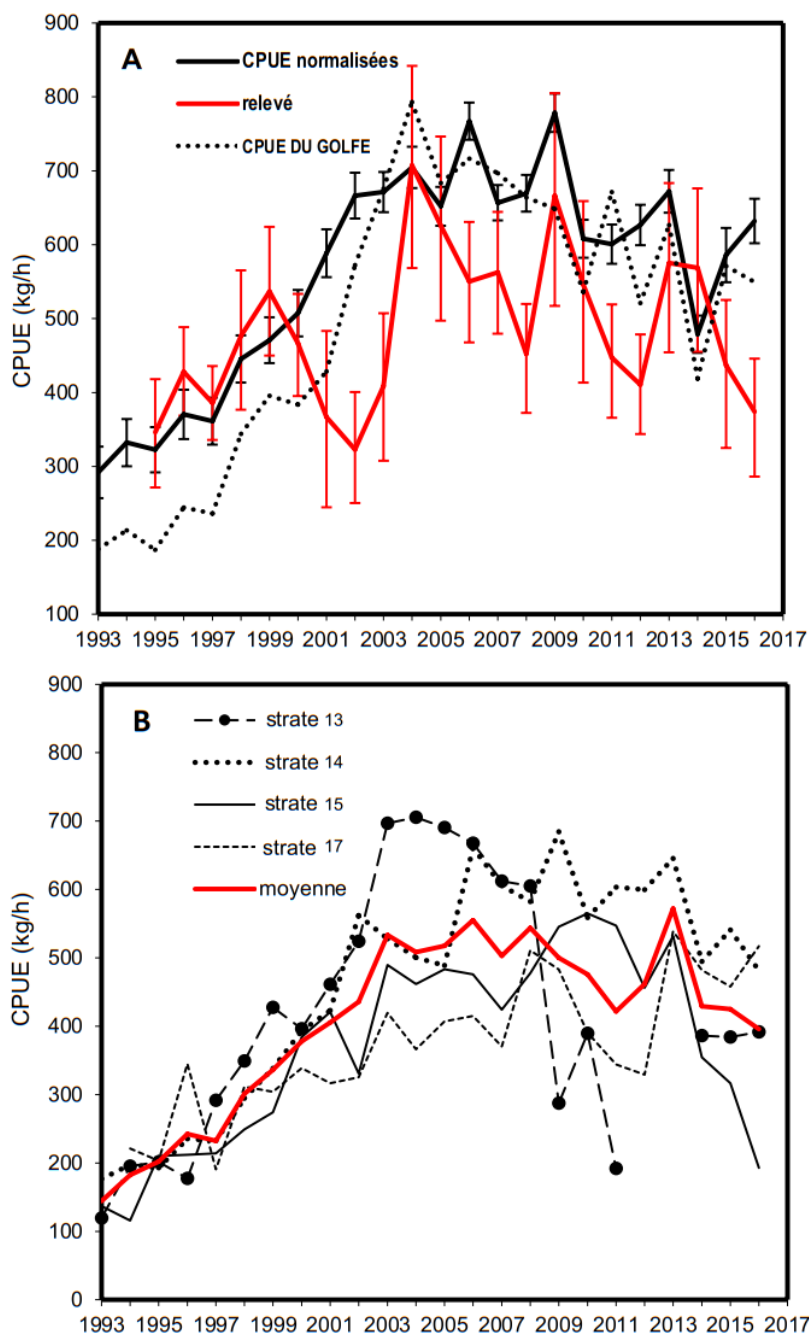 900
A
CPUE normalisées
relevé
CPUE DU GOLFE
800
700
600
500
400
300
200
100
CPUE (kg/h)
1993 1995 1997 1999 2001 2003 2005 2007 2009 2011 2013 2015 2017
900
B
strate 13
strate 14
strate 15
strate 17
moyenne
800
700
600
500
400
300
200
100
0
CPUE (kg/h)
1993 1995 1997 1999 2001 2003 2005 2007 2009 2011 2013 2015 2017